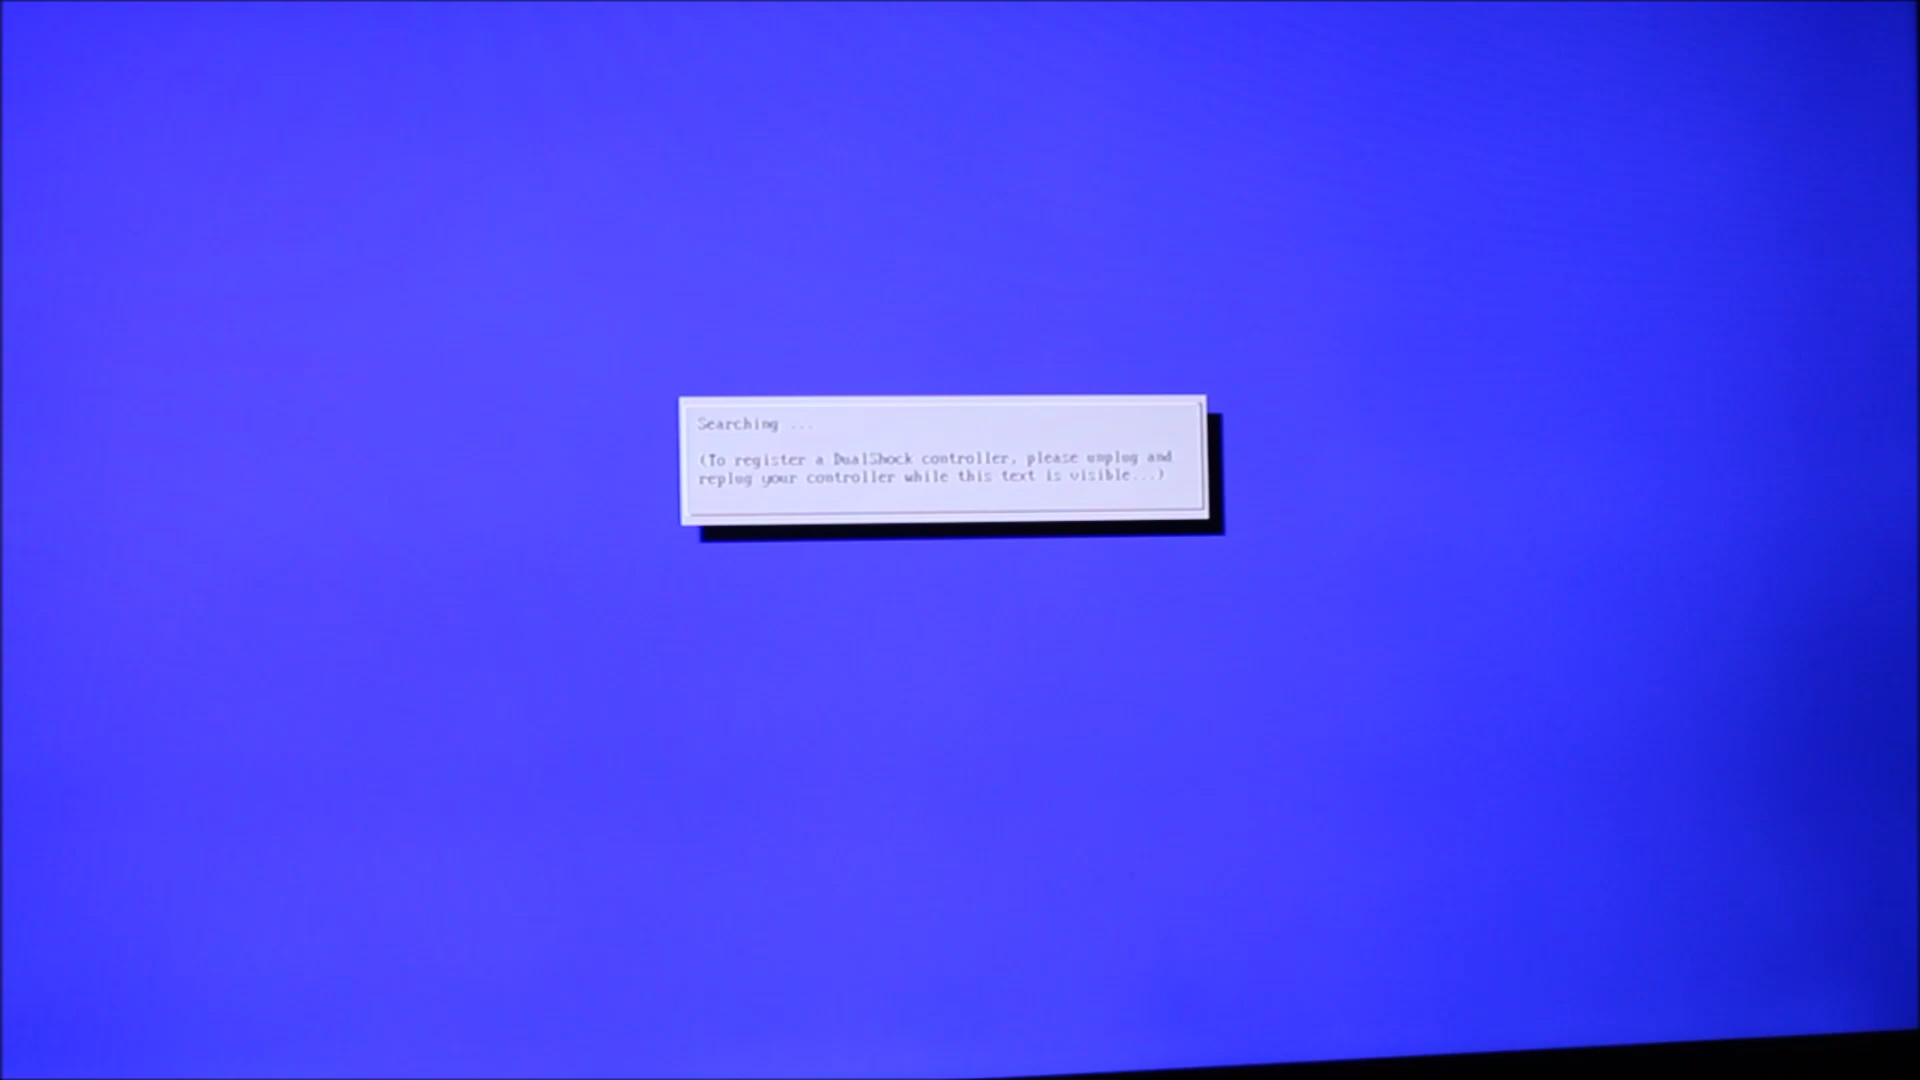 Searching ...
(To register a DualShock controller, please unplug and
replug your controller while this text is visible...)